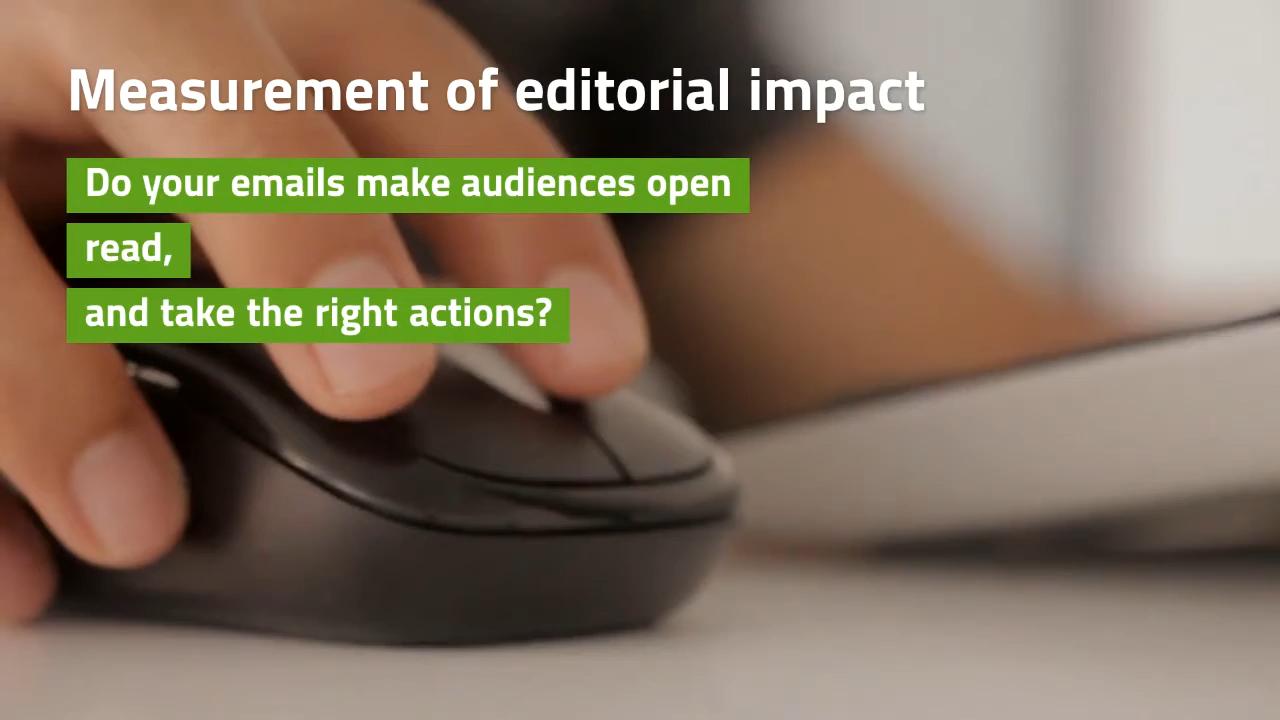 Measurement of editorial impact
Do your emails make audiences open
read,
and take the right actions?